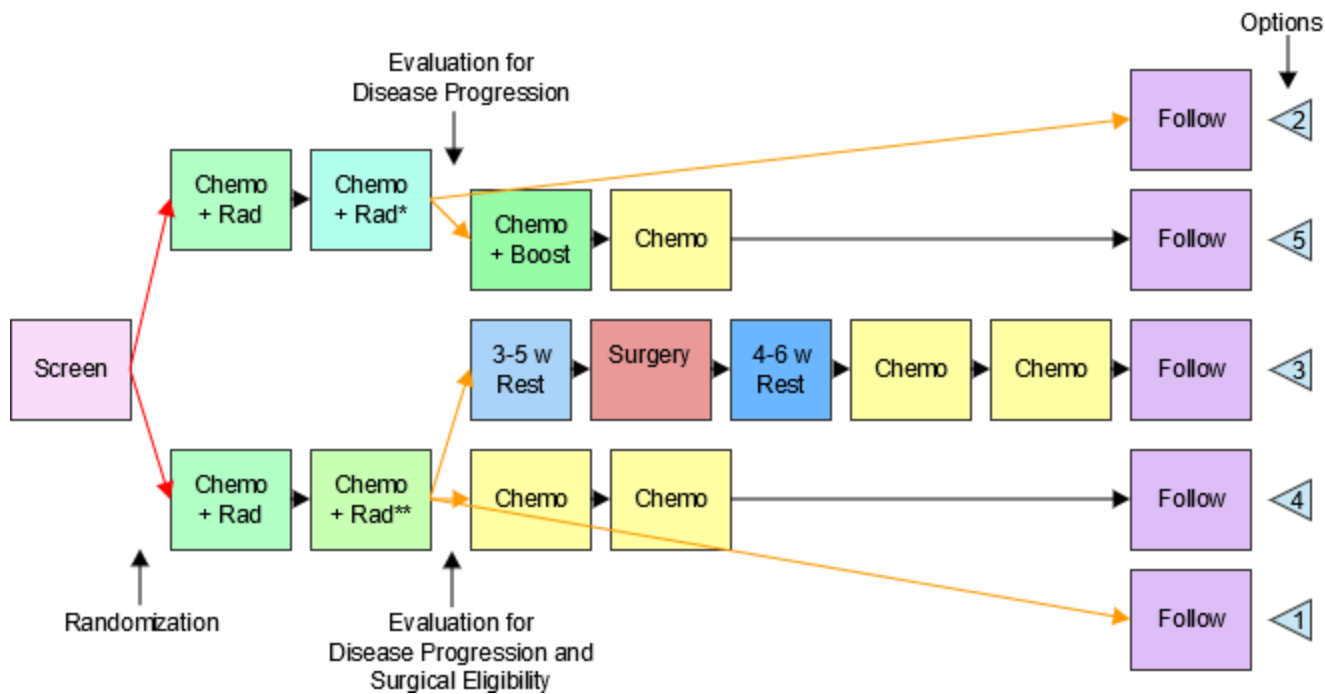 Options
Evaluation for
Disease Progression
Follow
2
Chemo
+ Rad
Chemo
+ Rad*
Chemo
+ Boost
Chemo
Follow
5
Screen
3-5 w
Rest
Surgery
4-6 w
Rest
Chemo
Chemo
Follow
3
Chemo
+ Rad
Chemo
+ Rad**
Chemo
Chemo
Follow
4
Randomization
Evaluation for
Disease Progression and
Surgical Eligibility
Follow
1